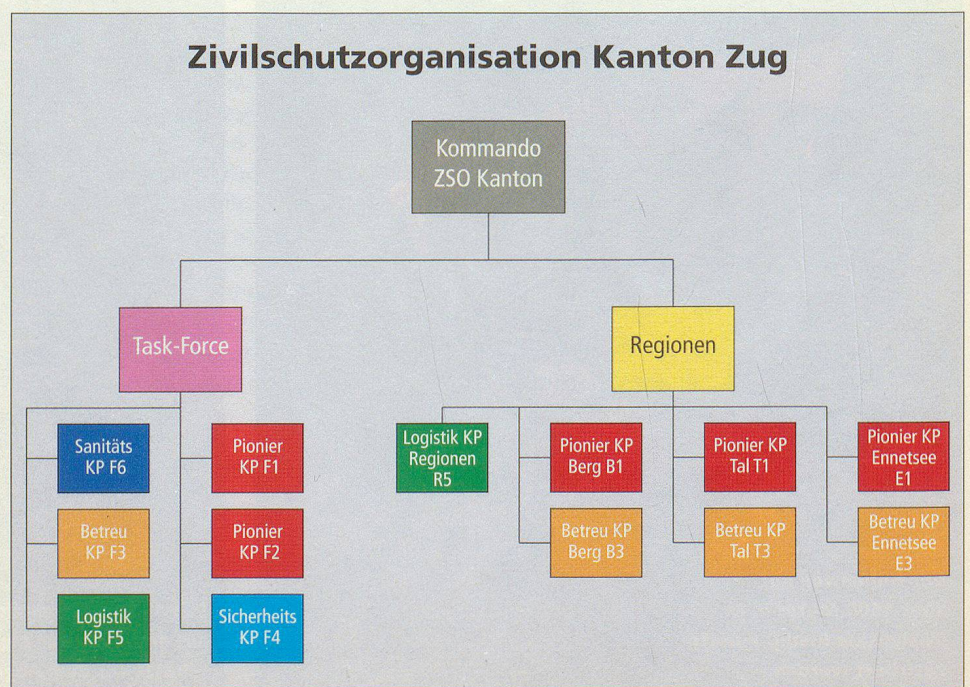 Zivilschutzorganisation Kanton Zug
Kommando
ZSO Kanton
Task-Force
Regionen
Sanitäts
KP F6
Pionier
KP F1
Betreu
KP F3
Pionier
KP F2
Logistik
KP F5
Sicherheits
KP F4
Logistik KP
Regionen
R5
Pionier KP
Berg B1
Pionier KP
Tal T1
Pionier KP
Ennetsee
E1
Betreu KP
Berg B3
Betreu KP
Tal T3
Betreu KP
Ennetsee
E3